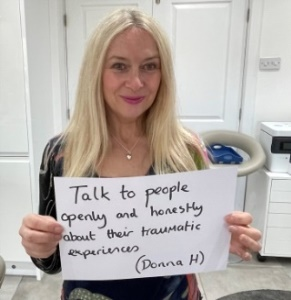 Talk to people
openly and honestly
about their traumatic
experiences
(Donna H)